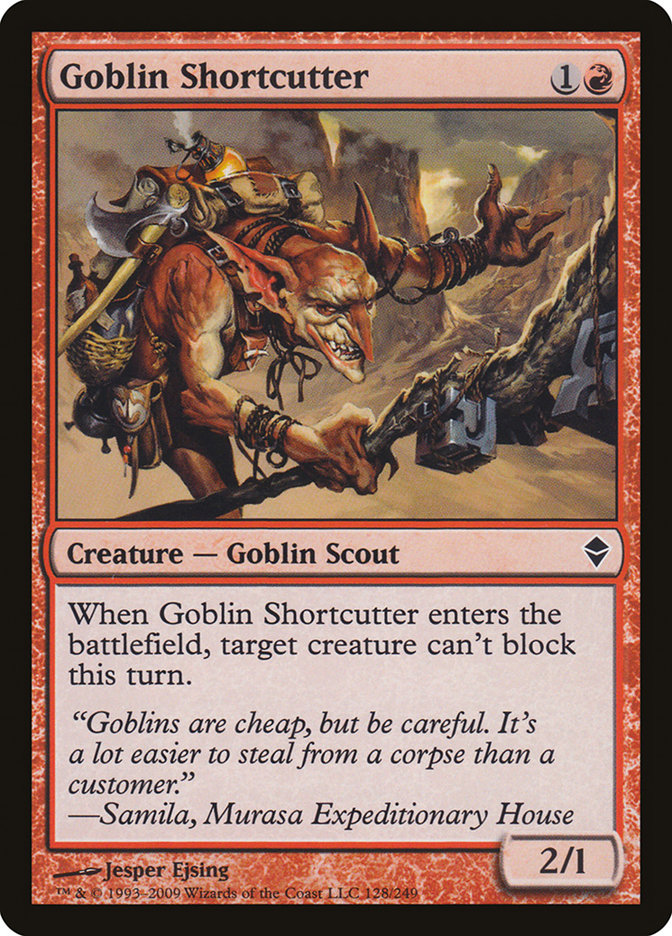 Goblin Shortcutter 1
Creature — Goblin Scout
When Goblin Shortcutter enters the
battlefield, target creature can't block
this turn.
"Goblins are cheap, but be careful. It's
a lot easier to steal from a corpse than a
customer."
—Samila, Murasa Expeditionary House
2/1
Jesper Ejsing
™ & © 1993–2009 Wizards of the Coast LLC 128/249